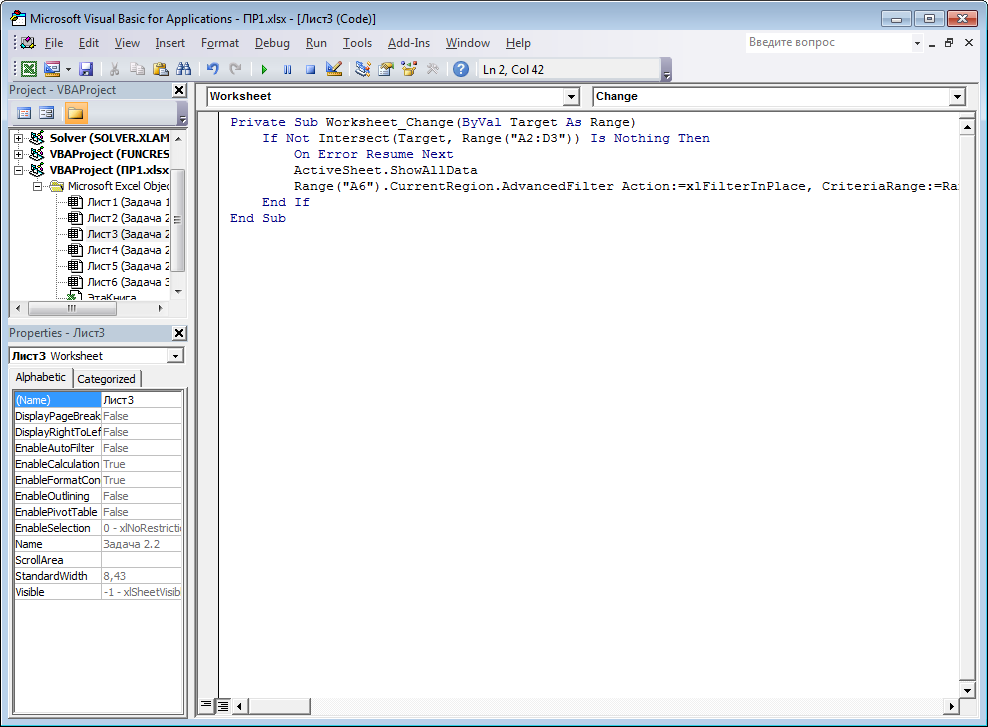 Microsoft Visual Basic for Applications - ПР1.xlsx - [Лист3 (Code)]
File Edit View Insert Format Debug Run Tools Add-Ins Window Help
Введите вопрос
Ln 2, Col 42
Project - VBAProject
Solver (SOLVER.XLAM
VBAProject (FUNCRES
VBAProject (ПР1.xlsx
Microsoft Excel Objec
Лист1 (Задача 1
Лист2 (Задача 2
Лист3 (Задача 2
Лист4 (Задача 2
Лист5 (Задача 2
Лист6 (Задача 3
ЭтаКнига
Properties - Лист3
Лист3 Worksheet
Alphabetic Categorized
(Name) Лист3
DisplayPageBreak False
DisplayRightToLef False
EnableAutoFilter False
EnableCalculation True
EnableFormatCon True
EnableOutlining False
EnablePivotTable False
EnableSelection 0 - xlNoRestrictio
Name Задача 2.2
ScrollArea
StandardWidth 8,43
Visible -1 - xlSheetVisib
Worksheet Change
Private Sub Worksheet_Change(ByVal Target As Range)
If Not Intersect(Target, Range("A2:D3")) Is Nothing Then
On Error Resume Next
ActiveSheet.ShowAllData
Range("A6").CurrentRegion.AdvancedFilter Action:=xlFilterInPlace, CriteriaRange:=Ra
End If
End Sub